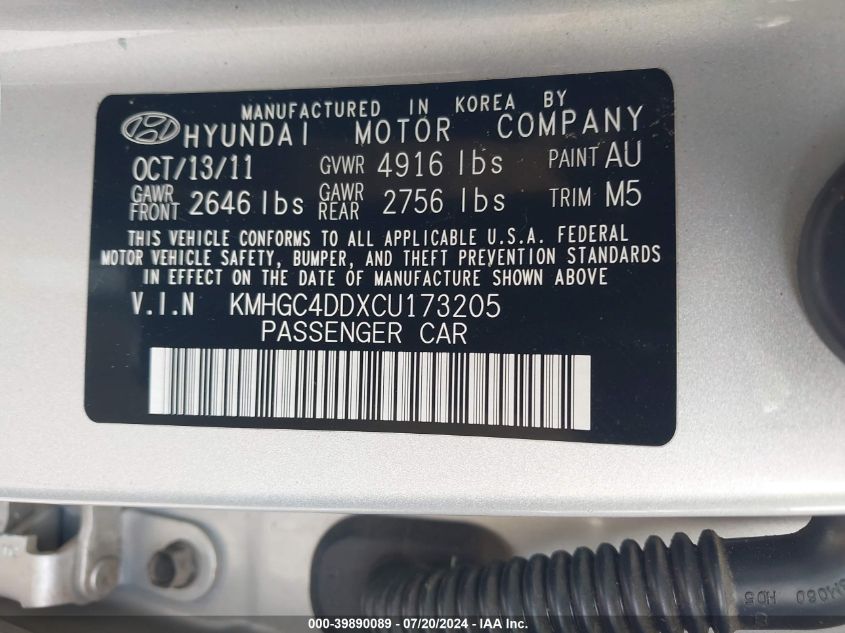 MANUFACTURED IN KOREA BY
HYUNDAI MOTOR COMPANY
OCT/13/11 GVWR 4916 lbs PAINT AU
GAWR FRONT 2646 lbs GAWR REAR 2756 lbs TRIM M5
THIS VEHICLE CONFORMS TO ALL APPLICABLE U.S.A. FEDERAL
MOTOR VEHICLE SAFETY, BUMPER, AND THEFT PREVENTION STANDARDS
IN EFFECT ON THE DATE OF MANUFACTURE SHOWN ABOVE
V.I.N KMHGC4DDXCU173205
PASSENGER CAR
H05
000-39890089 - 07/20/2024 - IAA Inc.